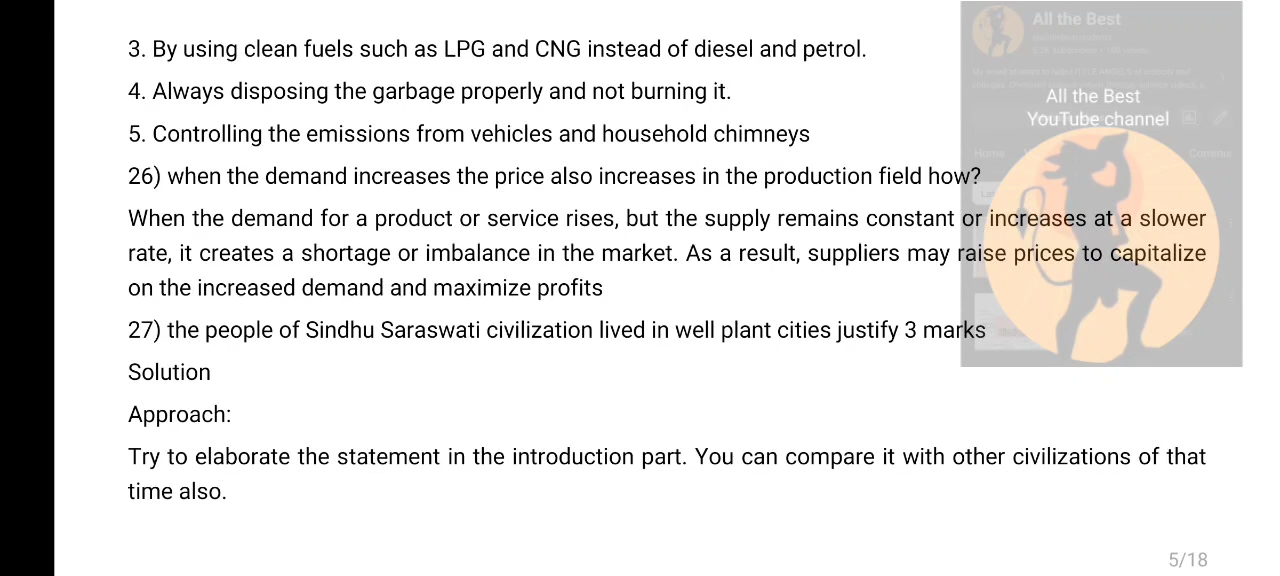 3. By using clean fuels such as LPG and CNG instead of diesel and petrol.
All the Best
4. Always disposing the garbage properly and not burning it.
All the Best
YouTube channel
5. Controlling the emissions from vehicles and household chimneys
Home
26) when the demand increases the price also increases in the production field how?
When the demand for a product or service rises, but the supply remains constant or increases at a slower
rate, it creates a shortage or imbalance in the market. As a result, suppliers may raise prices to capitalize
on the increased demand and maximize profits
27) the people of Sindhu Saraswati civilization lived in well plant cities justify 3 marks
Solution
Approach:
Try to elaborate the statement in the introduction part. You can compare it with other civilizations of that
time also.
5/18